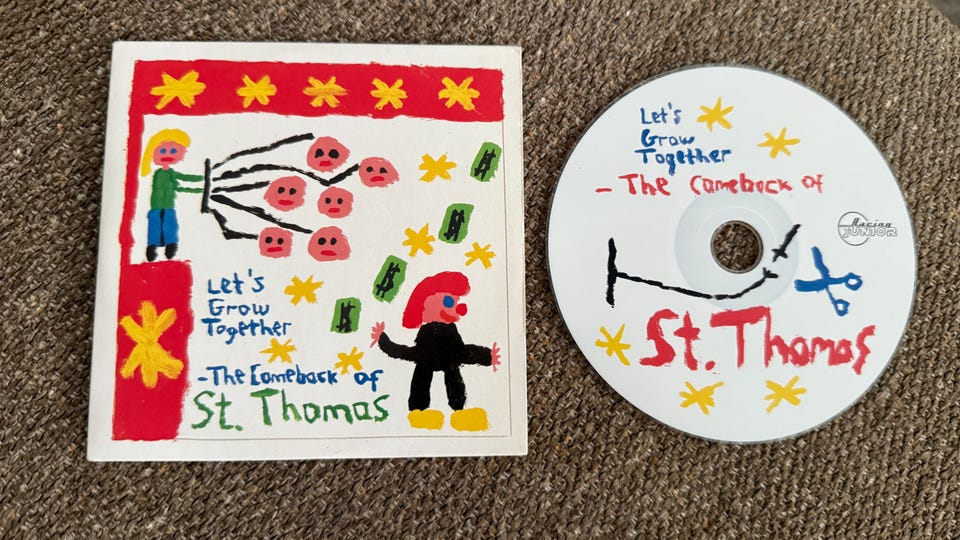 $
$
$
$
Let's
Grow
Together
-The Comeback of
St. Thomas
Let's
Grow
Together
- The Comeback of
St. Thomas
Racing
JUNIOR